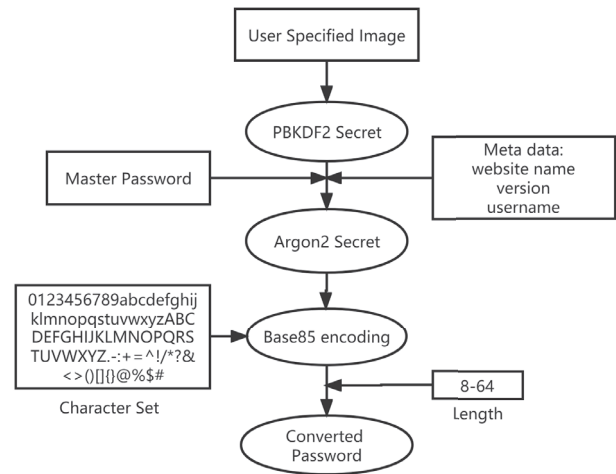 User Specified Image
PBKDF2 Secret
Master Password
Meta data:
website name
version
username
Argon2 Secret
0123456789abcdefghij
klmnopqstuvwxyzABC
DEFGHIJKLMNOPQRS
TUVWXYZ.-:+=^!/*?&
<>()[]{}@%$#
Character Set
Base85 encoding
8-64
Length
Converted
Password